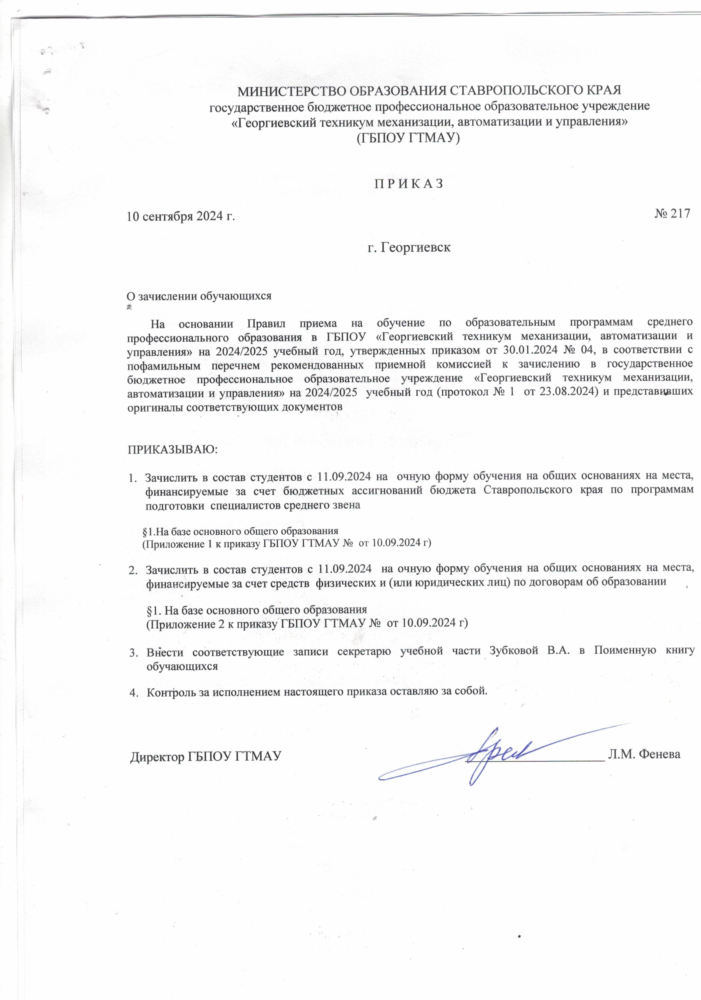 МИНИСТЕРСТВО ОБРАЗОВАНИЯ СТАВРОПОЛЬСКОГО КРАЯ
государственное бюджетное профессиональное образовательное учреждение
«Георгиевский техникум механизации, автоматизации и управления»
(ГБПОУ ГТМАУ)
П Р И К А З
10 сентября 2024 г.
№ 217
г. Георгиевск
О зачислении обучающихся
На основании Правил приема на обучение по образовательным программам среднего
профессионального образования в ГБПОУ «Георгиевский техникум механизации, автоматизации и
управления» на 2024/2025 учебный год, утвержденных приказом от 30.01.2024 № 04, в соответствии с
пофамильным перечнем рекомендованных приемной комиссией к зачислению в государственное
бюджетное профессиональное образовательное учреждение «Георгиевский техникум механизации,
автоматизации и управления» на 2024/2025 учебный год (протокол № 1 от 23.08.2024) и представивших
оригиналы соответствующих документов
ПРИКАЗЫВАЮ:
1. Зачислить в состав студентов с 11.09.2024 на очную форму обучения на общих основаниях на места,
финансируемые за счет бюджетных ассигнований бюджета Ставропольского края по программам
подготовки специалистов среднего звена
§1.На базе основного общего образования
(Приложение 1 к приказу ГБПОУ ГТМАУ № от 10.09.2024 г)
2. Зачислить в состав студентов с 11.09.2024 на очную форму обучения на общих основаниях на места,
финансируемые за счет средств физических и (или юридических лиц) по договорам об образовании
§1. На базе основного общего образования
(Приложение 2 к приказу ГБПОУ ГТМАУ № от 10.09.2024 г)
3. Внести соответствующие записи секретарю учебной части Зубковой В.А. в Поименную книгу
обучающихся
4. Контроль за исполнением настоящего приказа оставляю за собой.
Директор ГБПОУ ГТМАУ
Л.М. Фенева